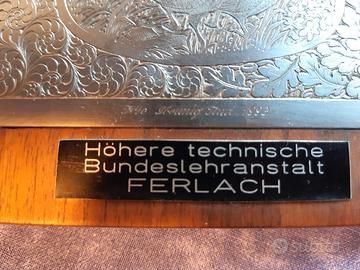 Höhere technische
Bundeslehranstalt
FERLACH
subito